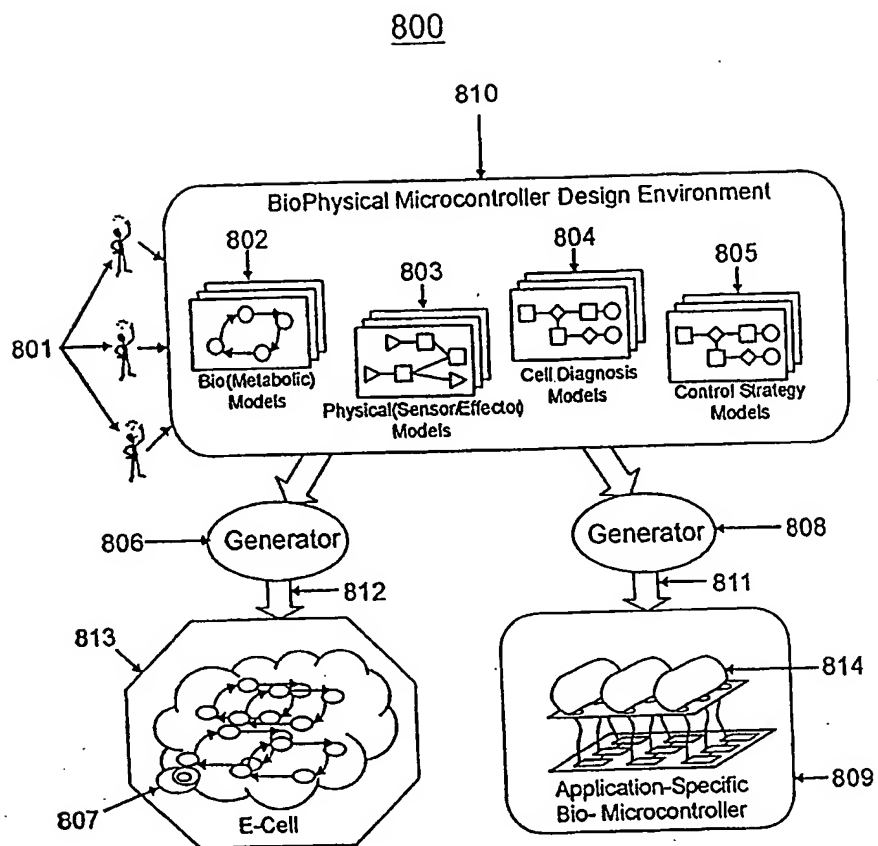 800
810
BioPhysical Microcontroller Design Environment
802
803
804
805
801
Bio(Metabolic)
Models
Physical(Sensor/Effector)
Models
Cell Diagnosis
Models
Control Strategy
Models
806
Generator
Generator
808
812
811
813
814
807
E-Cell
Application-Specific
Bio- Microcontroller
809